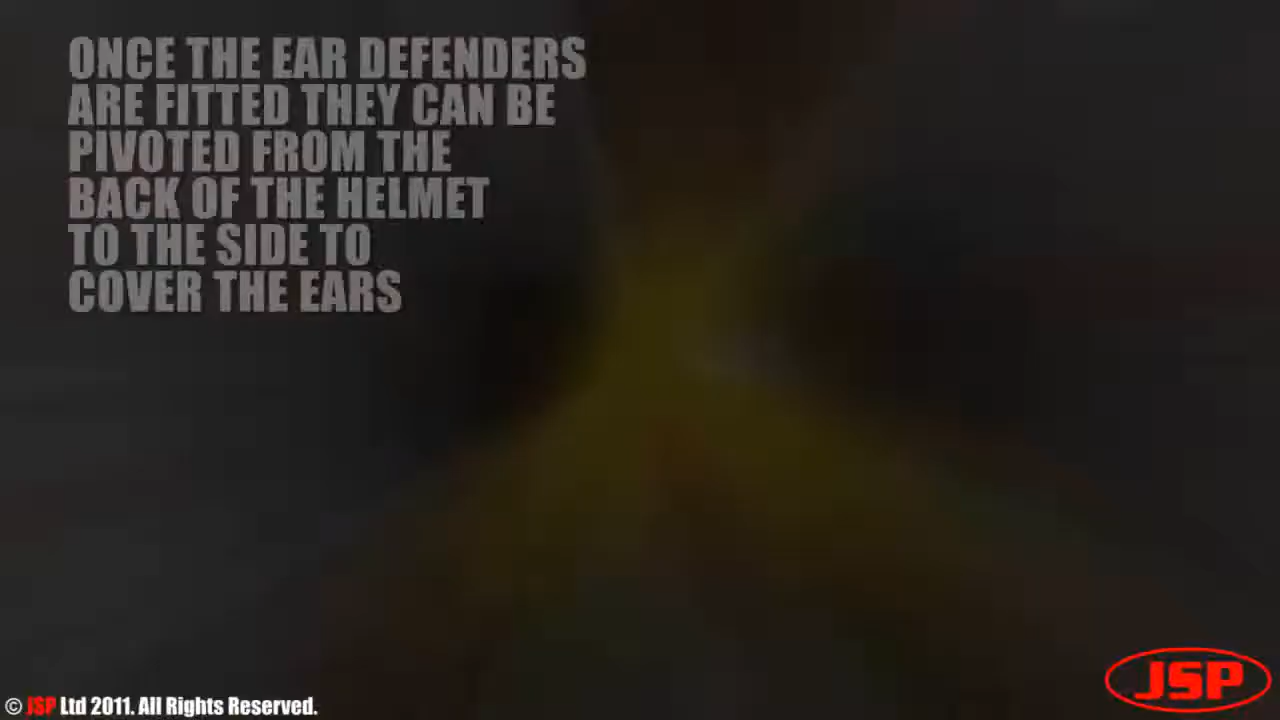 ONCE THE EAR DEFENDERS
ARE FITTED THEY CAN BE
PIVOTED FROM THE
BACK OF THE HELMET
TO THE SIDE TO
COVER THE EARS
JSP
© JSP Ltd 2011. All Rights Reserved.